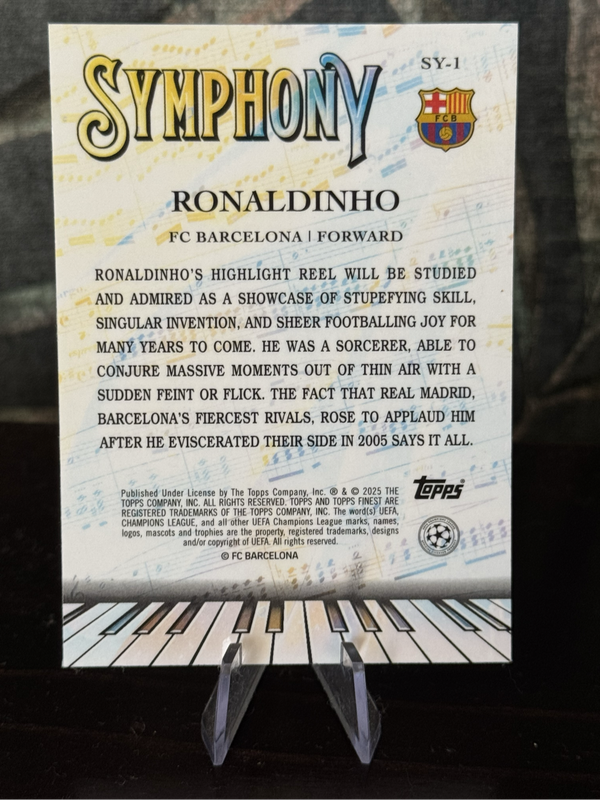 SYMPHONY
SY-1
FCB
RONALDINHO
FC BARCELONA | FORWARD
RONALDINHO'S HIGHLIGHT REEL WILL BE STUDIED
AND ADMIRED AS A SHOWCASE OF STUPEFYING SKILL,
SINGULAR INVENTION, AND SHEER FOOTBALLING JOY FOR
MANY YEARS TO COME. HE WAS A SORCERER, ABLE TO
CONJURE MASSIVE MOMENTS OUT OF THIN AIR WITH A
SUDDEN FEINT OR FLICK. THE FACT THAT REAL MADRID,
BARCELONA'S FIERCEST RIVALS, ROSE TO APPLAUD HIM
AFTER HE EVISCERATED THEIR SIDE IN 2005 SAYS IT ALL.
Published Under License by The Topps Company, Inc. ® & © 2025 THE
TOPPS COMPANY, INC. ALL RIGHTS RESERVED. TOPPS AND TOPPS FINEST ARE
REGISTERED TRADEMARKS OF THE TOPPS COMPANY, INC. The word(s) UEFA,
CHAMPIONS LEAGUE, and all other UEFA Champions League marks, names,
logos, mascots and trophies are the property, registered trademarks, designs
and/or copyright of UEFA. All rights reserved.
© FC BARCELONA
Topps